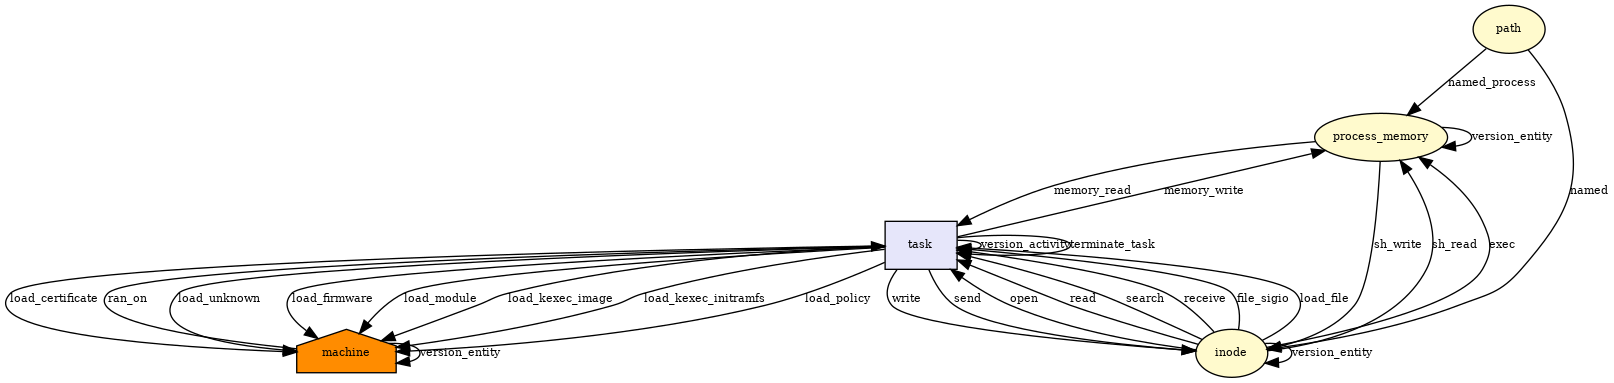 path
named_process
process_memory
version_entity
memory_read
memory_write
named
task
version_activity
terminate_task
sh_write
sh_read
exec
load_certificate
ran_on
load_unknown
load_firmware
load_module
load_kexec_image
load_kexec_initramfs
load_policy
write
send
open
read
search
receive
file_sigio
load_file
machine
version_entity
inode
version_entity